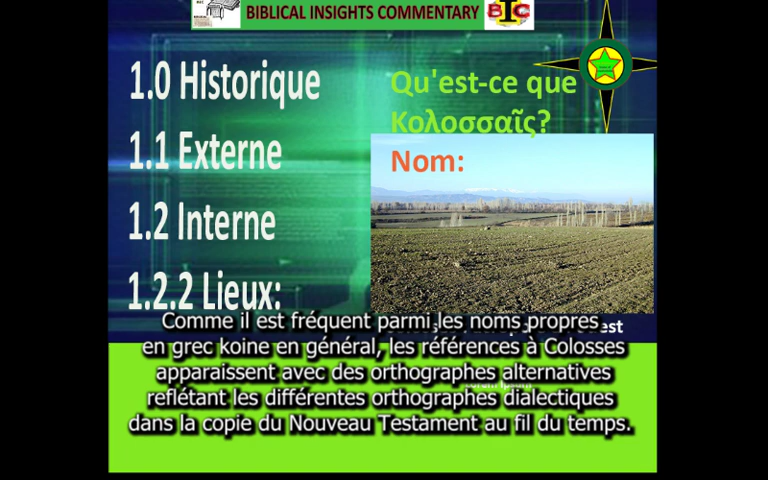 BIBLICAL INSIGHTS COMMENTARY
BIC
1.0 Historique
1.1 Externe
1.2 Interne
1.2.2 Lieux:
Qu'est-ce que
Κολοσσαῖς?
Nom:
Comme il est fréquent parmi les noms propres
en grec koine en général, les références à Colosses
apparaissent avec des orthographes alternatives
reflétant les différentes orthographes dialectiques
dans la copie du Nouveau Testament au fil du temps.